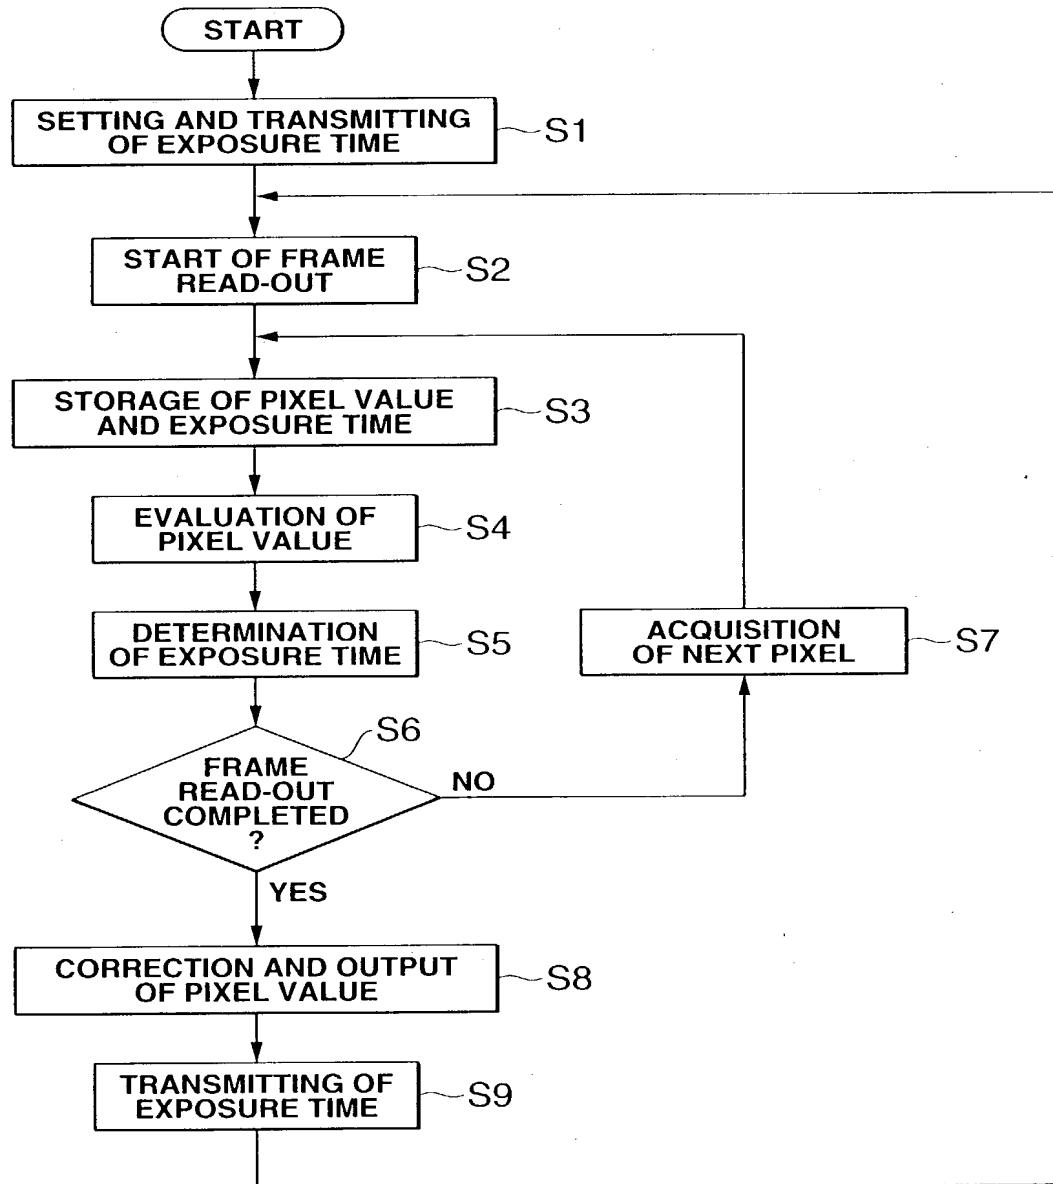 START
SETTING AND TRANSMITTING
OF EXPOSURE TIME
S1
START OF FRAME
READ-OUT
S2
STORAGE OF PIXEL VALUE
AND EXPOSURE TIME
S3
EVALUATION OF
PIXEL VALUE
S4
DETERMINATION
OF EXPOSURE TIME
S5
ACQUISITION
OF NEXT PIXEL
S7
S6
FRAME
READ-OUT
COMPLETED
?
NO
YES
CORRECTION AND OUTPUT
OF PIXEL VALUE
S8
TRANSMITTING OF
EXPOSURE TIME
S9